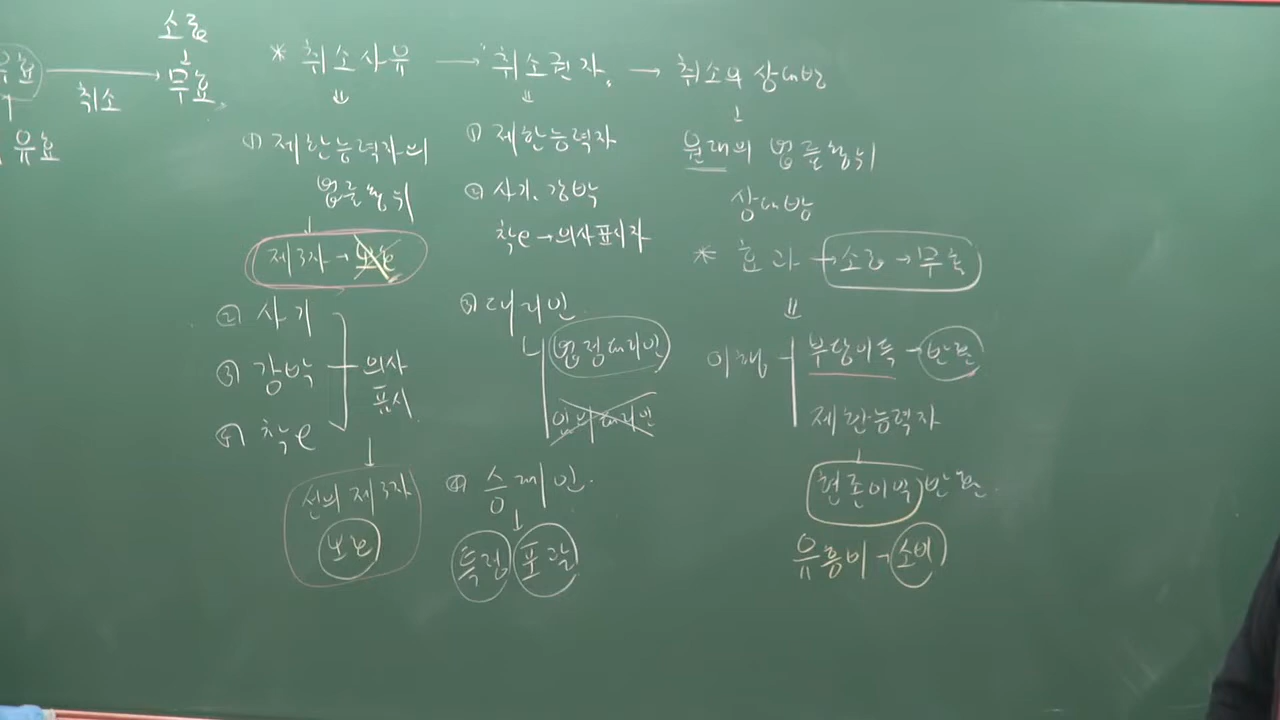 소급
↓
유효 → 무효
취소
유효
* 취소사유 → 취소권자. → 취소의 상대방
① 제한능력자의
법률행위
↓
제3자 → 보호
② 사기
③ 강박 — 의사
표시
④ 착오
↓
선의 제3자
보호
① 제한능력자
② 사기, 강박
착오 → 의사표시자
③ 대리인
법정대리인
임의대리인
④ 승계인.
↓
특정 포괄
↓
원래의 법률행위
상대방
* 효과 → 소급 → 무효
이행
부당이득 → 반환
제한능력자
현존이익 반환
유흥비 → 소비